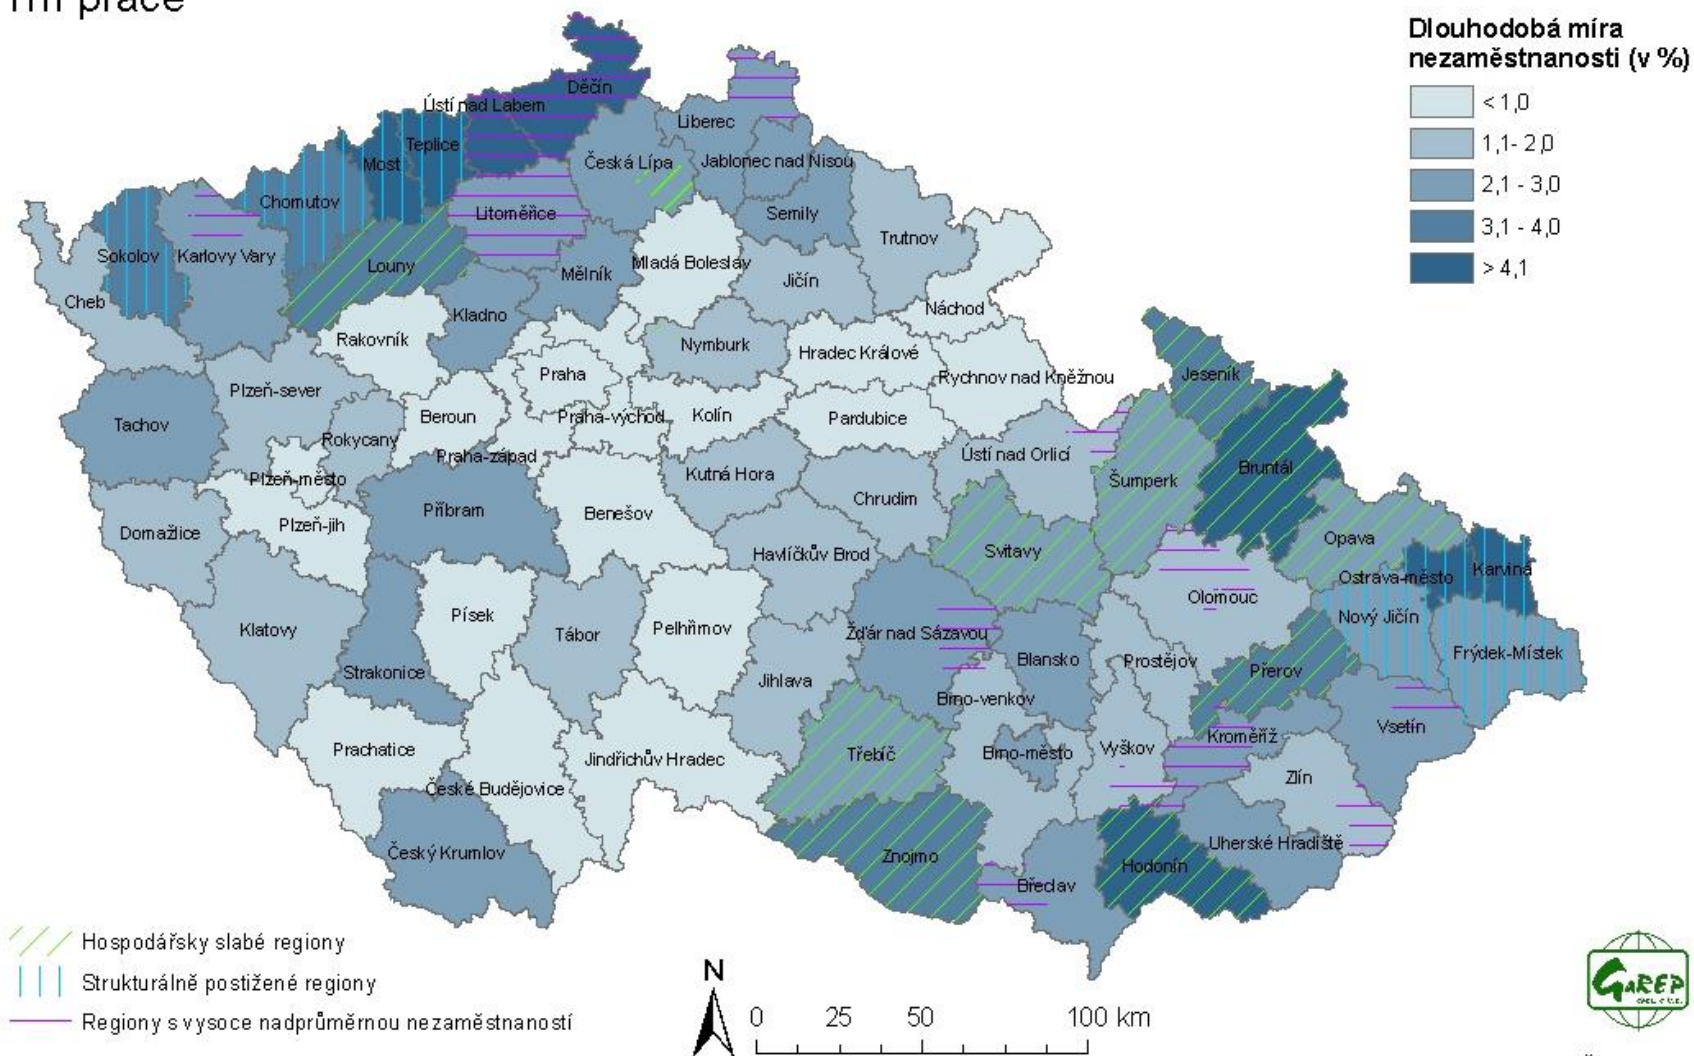 Trh práce
Dlouhodobá míra
nezaměstnanosti (v %)
< 1,0
1,1- 2,0
2,1 - 3,0
3,1 - 4,0
> 4,1
Děčín
Ústí nad Labem
Liberec
Teplice
Most
Česká Lípa
Jablonec nad Nisou
Chomutov
Litoměřice
Semily
Trutnov
Sokolov
Karlovy Vary
Louny
Mladá Boleslav
Mělník
Jičín
Cheb
Kladno
Náchod
Rakovník
Nymburk
Hradec Králové
Praha
Rychnov nad Kněžnou
Jeseník
Plzeň-sever
Beroun
Praha-východ
Kolín
Pardubice
Tachov
Rokycany
Praha-západ
Ústí nad Orlicí
Bruntál
Plzeň-město
Kutná Hora
Šumperk
Chrudim
Příbram
Benešov
Plzeň-jih
Domažlice
Opava
Havlíčkův Brod
Svitavy
Ostrava-město
Karviná
Olomouc
Nový Jičín
Písek
Klatovy
Tábor
Pelhřimov
Žďár nad Sázavou
Frýdek-Místek
Blansko
Prostějov
Strakonice
Přerov
Jihlava
Brno-venkov
Vsetín
Kroměříž
Prachatice
Jindřichův Hradec
Třebíč
Brno-město
Vyškov
Zlín
České Budějovice
Uherské Hradiště
Český Krumlov
Znojmo
Hodonín
Břeclav
Hospodářsky slabé regiony
Strukturálně postižené regiony
Regiony s vysoce nadprůměrnou nezaměstnaností
N
0 25 50 100 km
GAREP